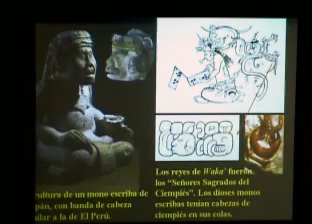 ultura de un mono escriba de
pán, con banda de cabeza
ilar a la de El Perú.
Los reyes de Waka' fueron
los "Señores Sagrados del
Ciempiés". Los dioses monos
escribas tenían cabezas de
ciempiés en sus colas.